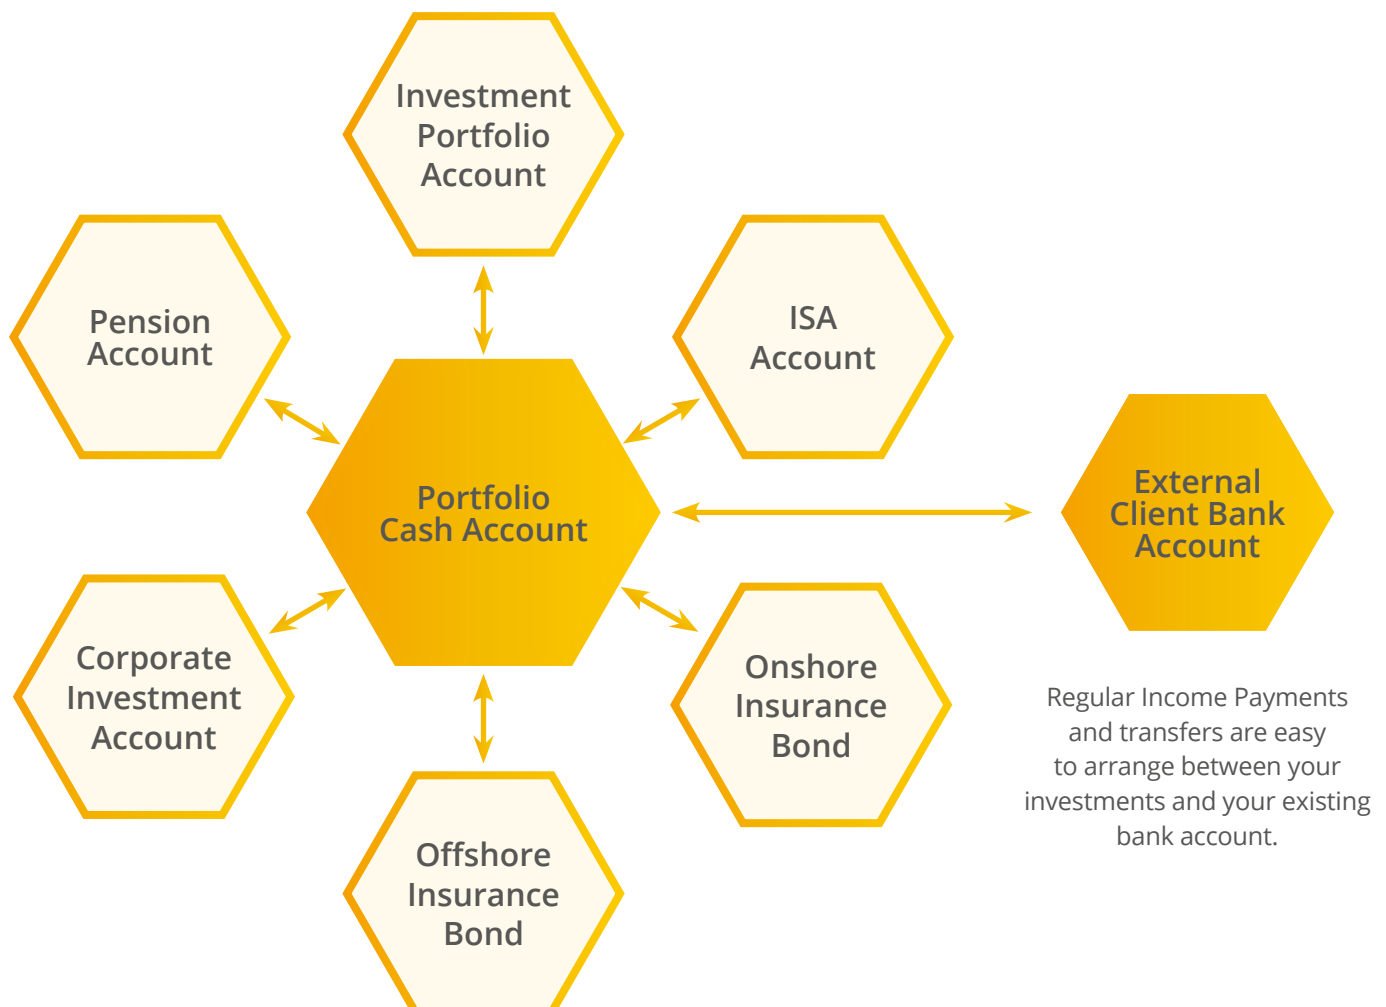 Investment
Portfolio
Account
Pension
Account
ISA
Account
Portfolio
Cash Account
External
Client Bank
Account
Corporate
Investment
Account
Onshore
Insurance
Bond
Offshore
Insurance
Bond
Regular Income Payments
and transfers are easy
to arrange between your
investments and your existing
bank account.